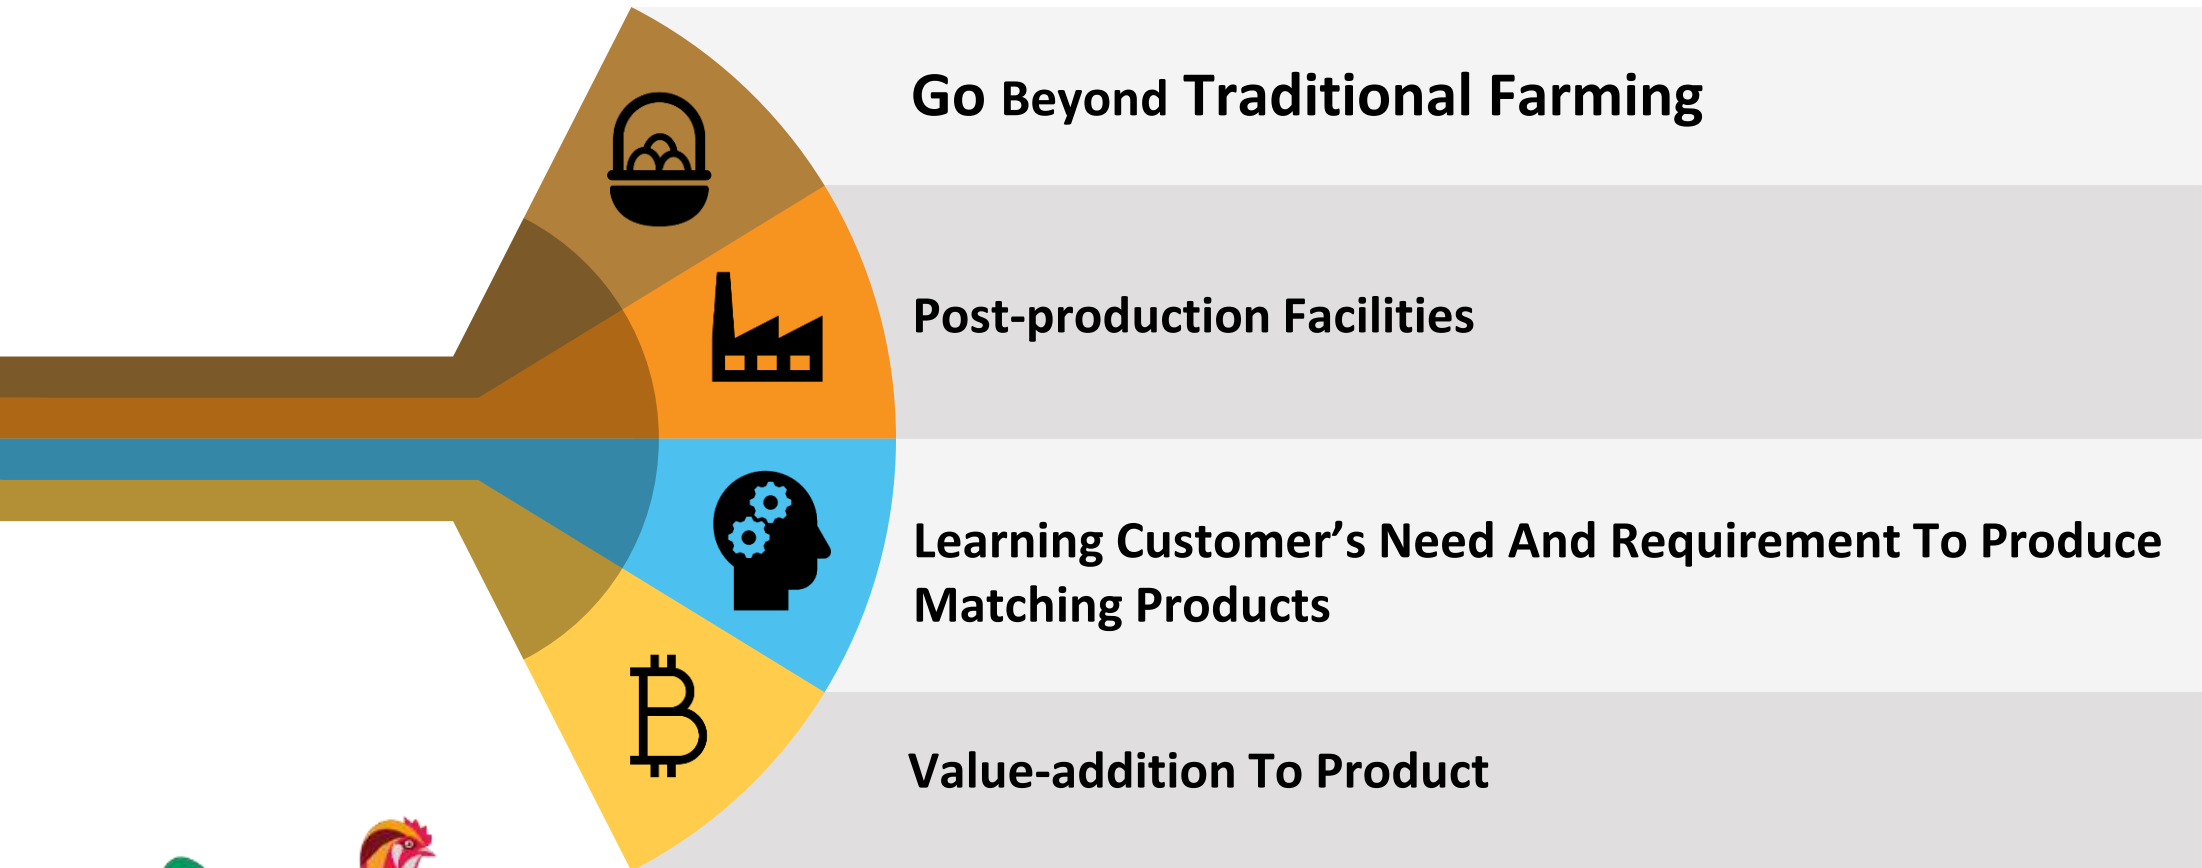 Go Beyond Traditional Farming
Post-production Facilities
Learning Customer’s Need And Requirement To Produce
Matching Products
Value-addition To Product